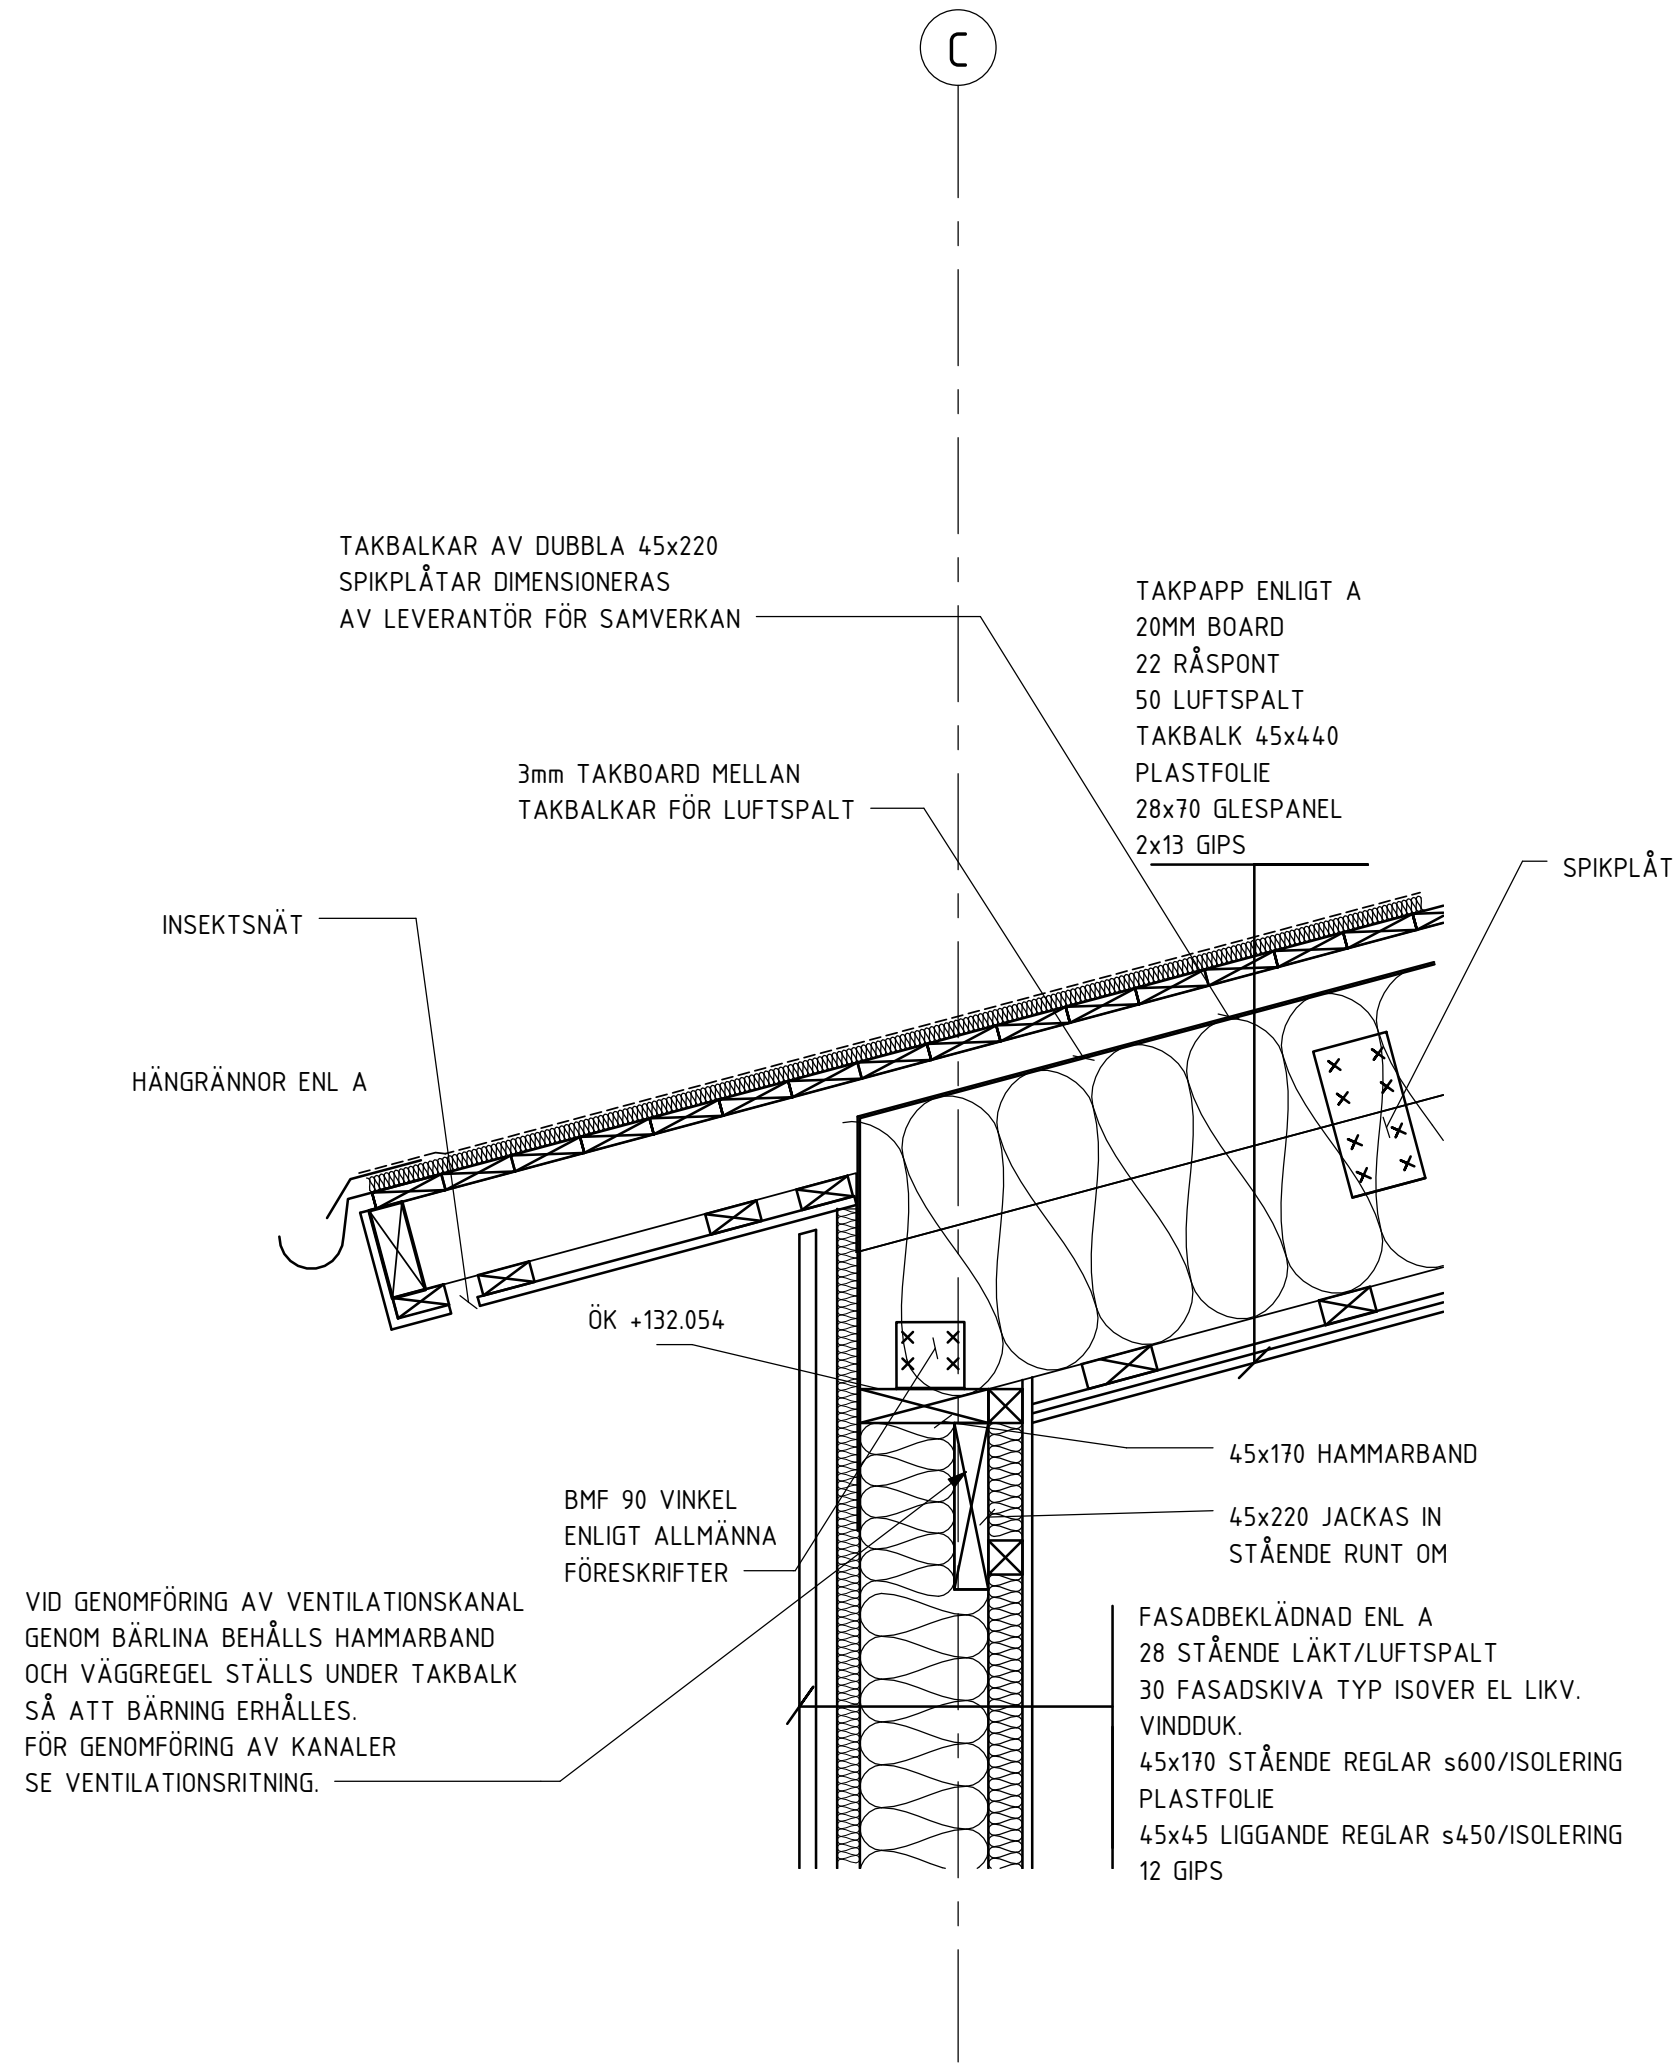 C
TAKBALKAR AV DUBBLA 45x220
SPIKPLÅTAR DIMENSIONERAS
AV LEVERANTÖR FÖR SAMVERKAN
TAKPAPP ENLIGT A
20MM BOARD
22 RÅSPONT
50 LUFTSPALT
TAKBALK 45x440
PLASTFOLIE
28x70 GLESPANEL
2x13 GIPS
3mm TAKBOARD MELLAN
TAKBALKAR FÖR LUFTSPALT
SPIKPLÅT
INSEKTSNÄT
HÄNGRÄNNOR ENL A
ÖK +132.054
45x170 HAMMARBAND
45x220 JACKAS IN
STÅENDE RUNT OM
BMF 90 VINKEL
ENLIGT ALLMÄNNA
FÖRESKRIFTER
VID GENOMFÖRING AV VENTILATIONSKANAL
GENOM BÄRLINA BEHÅLLS HAMMARBAND
OCH VÄGGREGEL STÄLLS UNDER TAKBALK
SÅ ATT BÄRNING ERHÅLLES.
FÖR GENOMFÖRING AV KANALER
SE VENTILATIONSRITNING.
FASADBEKLÄDNAD ENL A
28 STÅENDE LÄKT/LUFTSPALT
30 FASADSKIVA TYP ISOVER EL LIKV.
VINDDUK.
45x170 STÅENDE REGLAR s600/ISOLERING
PLASTFOLIE
45x45 LIGGANDE REGLAR s450/ISOLERING
12 GIPS